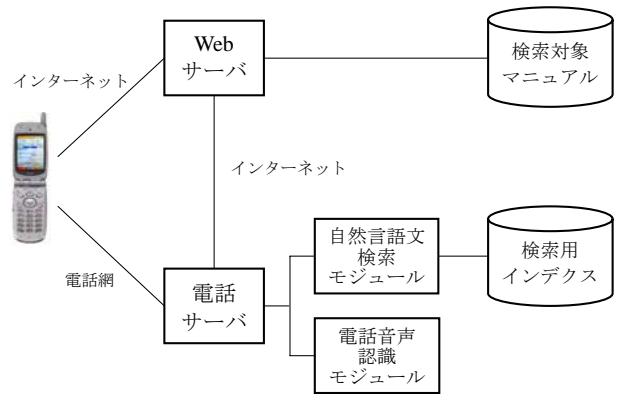 Web
サーバ
検索対象
マニュアル
インターネット
インターネット
自然言語文
検索
モジュール
検索用
インデクス
電話網
電話
サーバ
電話音声
認識
モジュール